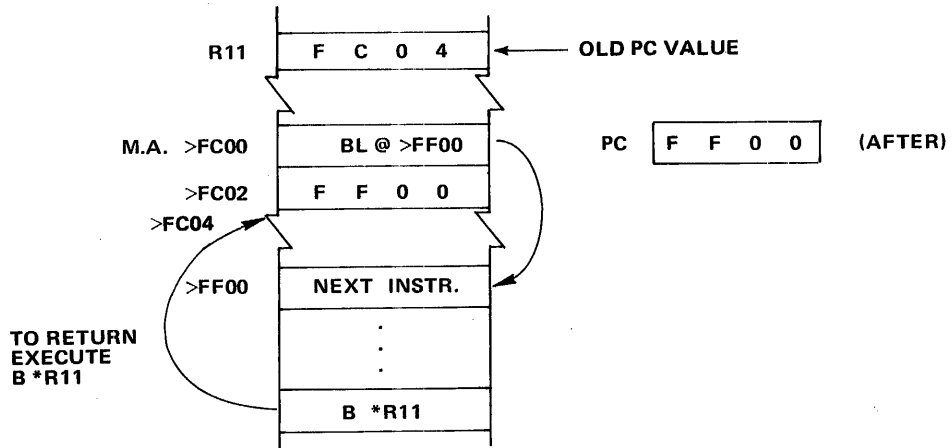 R11 F C 0 4 OLD PC VALUE
M.A. >FC00 BL @ >FF00 PC F F 0 0 (AFTER)
>FC02 F F 0 0
>FC04
>FF00 NEXT INSTR.
.
.
.
TO RETURN
EXECUTE
B *R11
B *R11